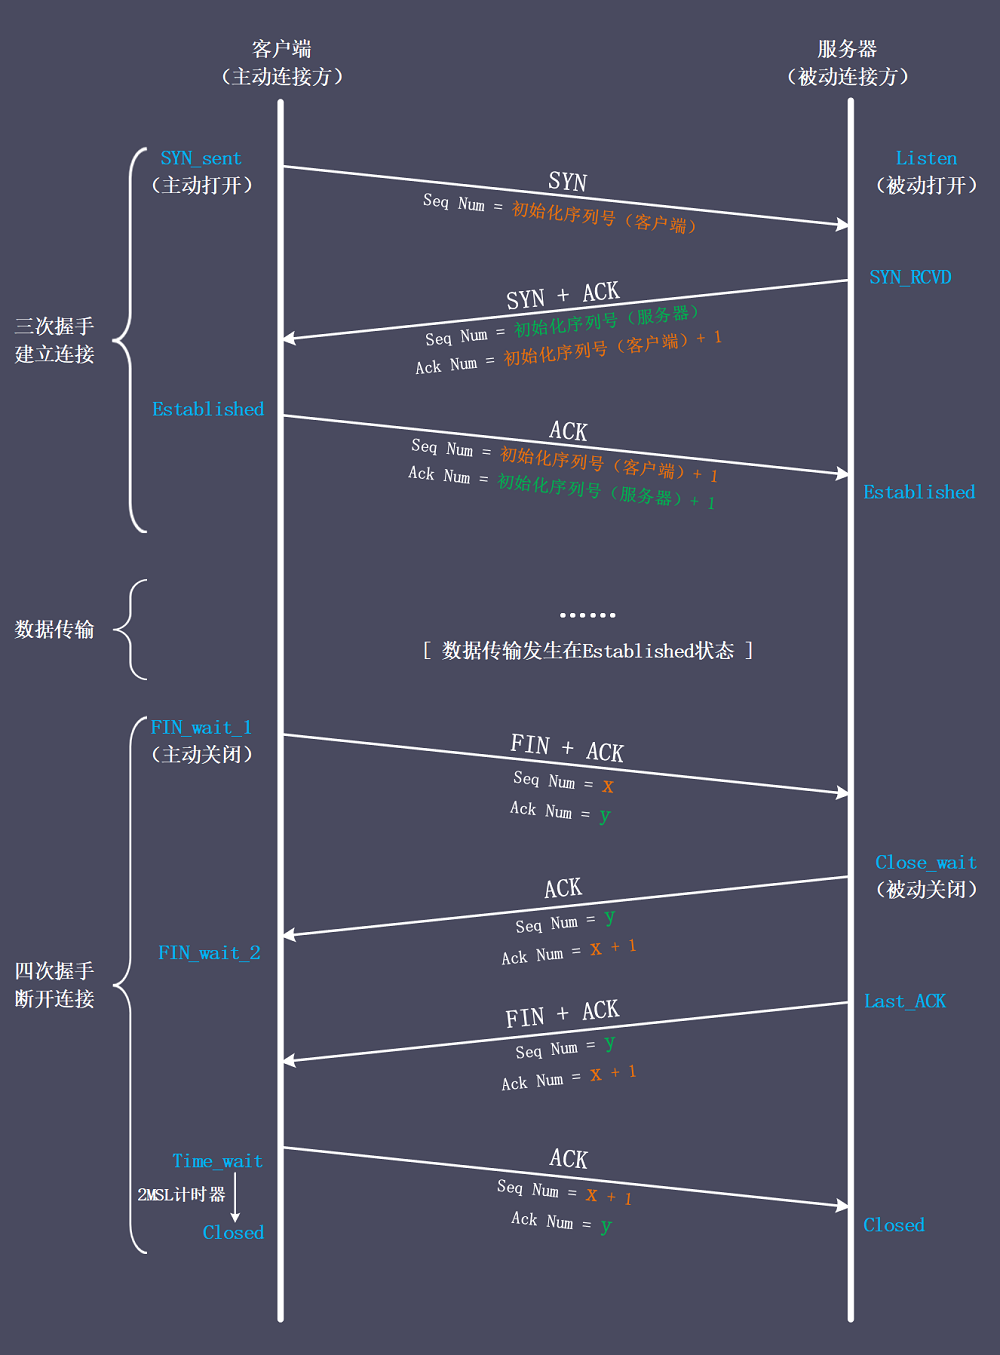 客户端
（主动连接方）
服务器
（被动连接方）
SYN_sent
（主动打开）
Listen
（被动打开）
SYN
Seq Num = 初始化序列号（客户端）
SYN_RCVD
SYN + ACK
Seq Num = 初始化序列号（服务器）
Ack Num = 初始化序列号（客户端）+ 1
三次握手
建立连接
Established
ACK
Seq Num = 初始化序列号（客户端）+ 1
Ack Num = 初始化序列号（服务器）+ 1
Established
数据传输
······
[ 数据传输发生在Established状态 ]
FIN_wait_1
（主动关闭）
FIN + ACK
Seq Num = x
Ack Num = y
Close_wait
（被动关闭）
ACK
Seq Num = y
Ack Num = x + 1
FIN_wait_2
四次握手
断开连接
Last_ACK
FIN + ACK
Seq Num = y
Ack Num = x + 1
Time_wait
2MSL计时器
Closed
ACK
Seq Num = x + 1
Ack Num = y
Closed